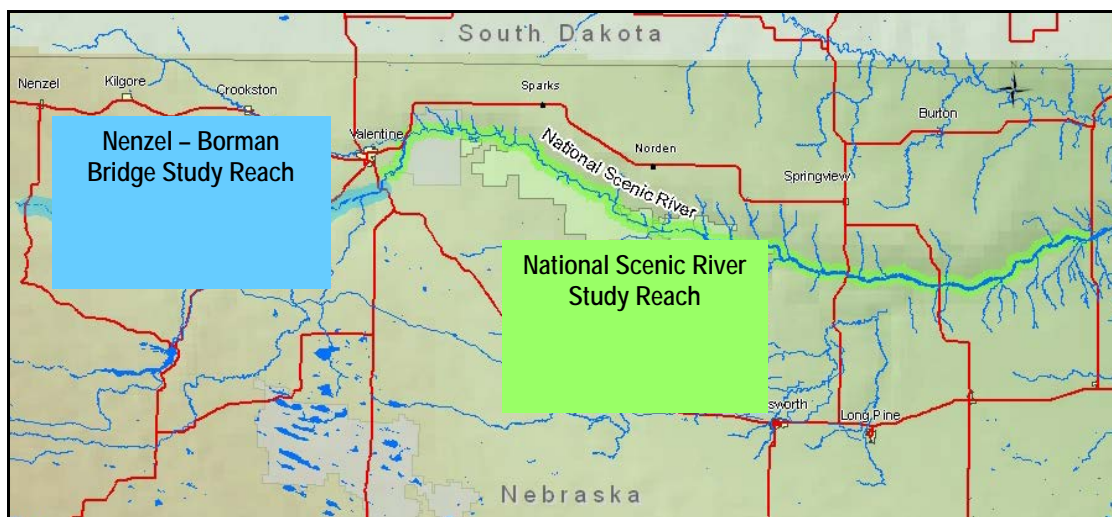 South Dakota
Nenzel
Kilgore
Crookston
Sparks
Burton
Nenzel – Borman
Bridge Study Reach
Valentine
National Scenic River
Norden
Springview
National Scenic River
Study Reach
sworth
Long Pine
Nebraska
N